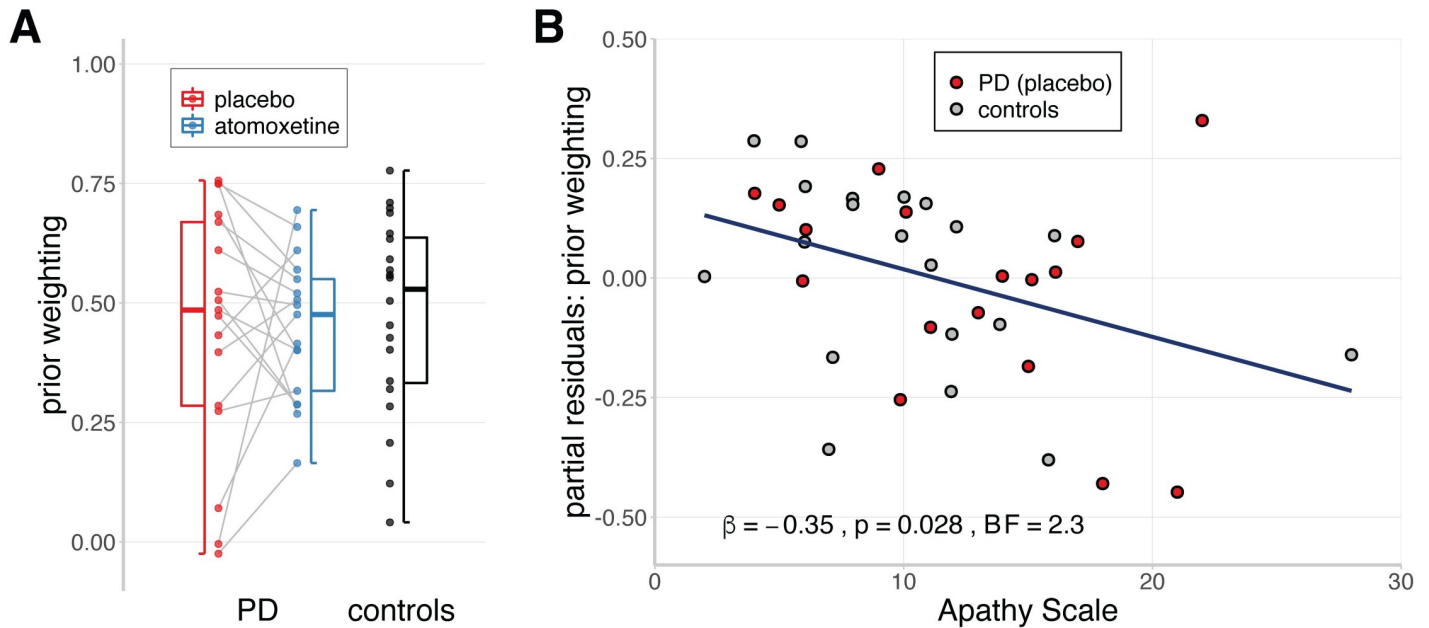 A
prior weighting
1.00
0.75
0.50
0.25
0.00
placebo
atomoxetine
PD
controls
B
partial residuals: prior weighting
0.50
0.25
0.00
-0.25
-0.50
PD (placebo)
controls
β = −0.35 , p = 0.028 , BF = 2.3
0
10
20
30
Apathy Scale